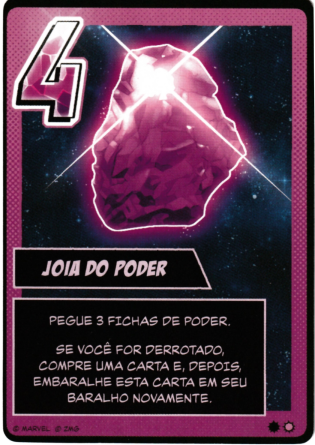 4
JOIA DO PODER
PEGUE 3 FICHAS DE PODER.
SE VOCÊ FOR DERROTADO,
COMPRE UMA CARTA E, DEPOIS,
EMBARALHE ESTA CARTA EM SEU
BARALHO NOVAMENTE.
© MARVEL © ZMG